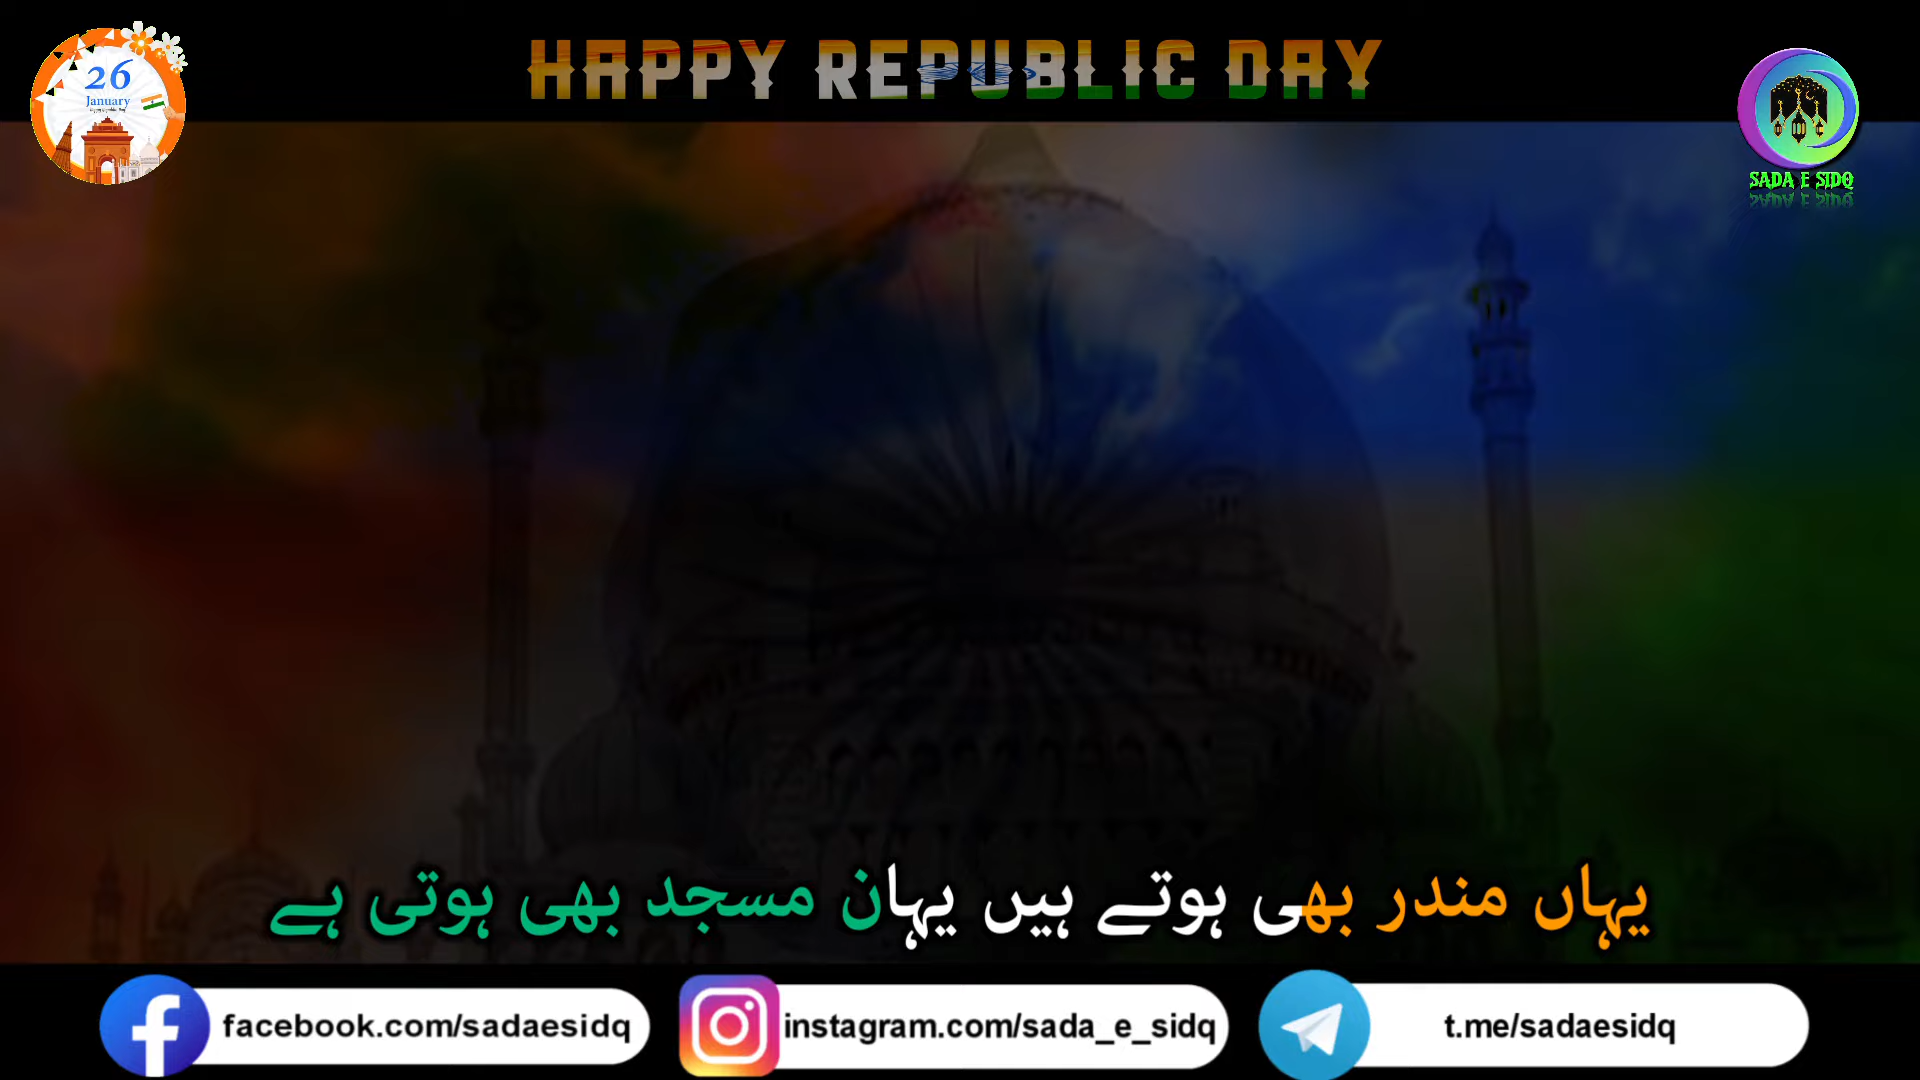 HAPPY REPUBLIC DAY
26
January
SADA E SIDQ
یہاں مندر بھی ہوتے ہیں یہان مسجد بھی ہوتی ہے
facebook.com/sadaesidq
instagram.com/sada_e_sidq
t.me/sadaesidq